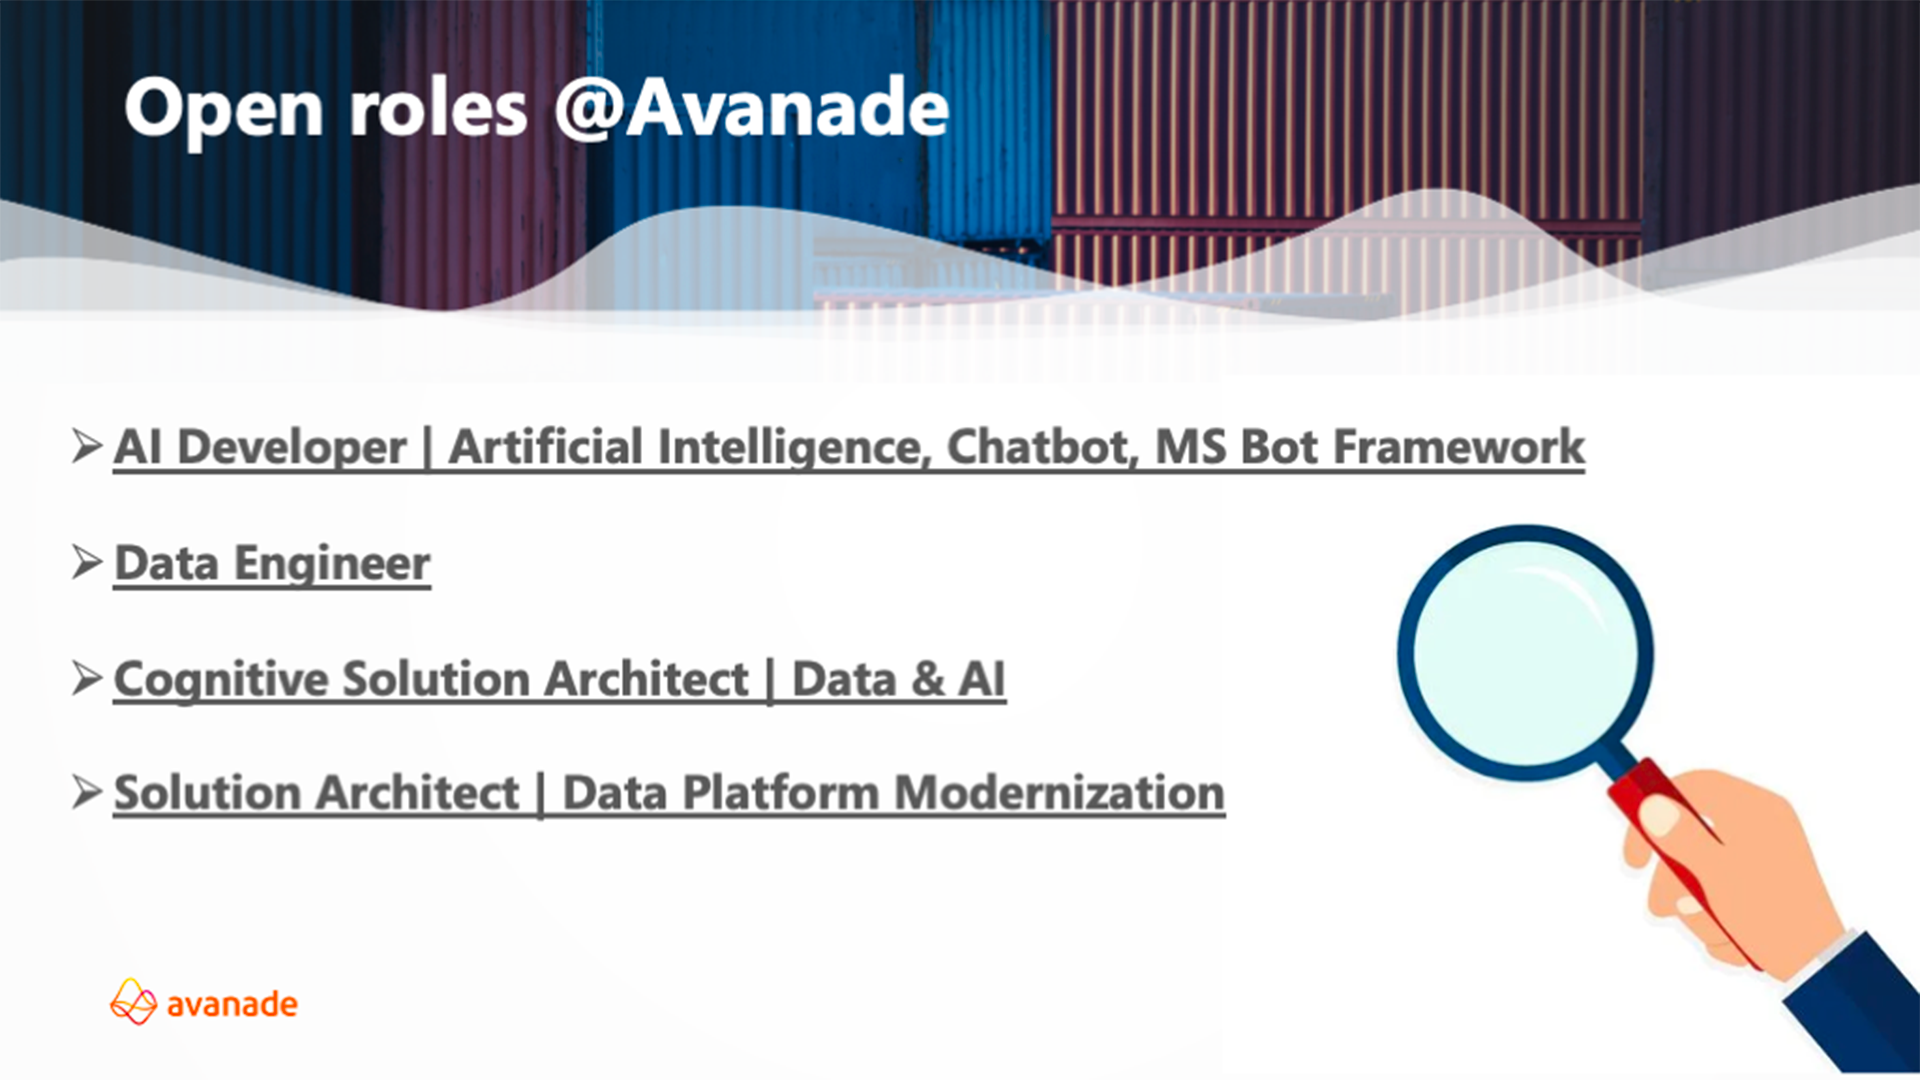 Open roles @Avanade
AI Developer | Artificial Intelligence, Chatbot, MS Bot Framework
Data Engineer
Cognitive Solution Architect | Data & AI
Solution Architect | Data Platform Modernization
avanade